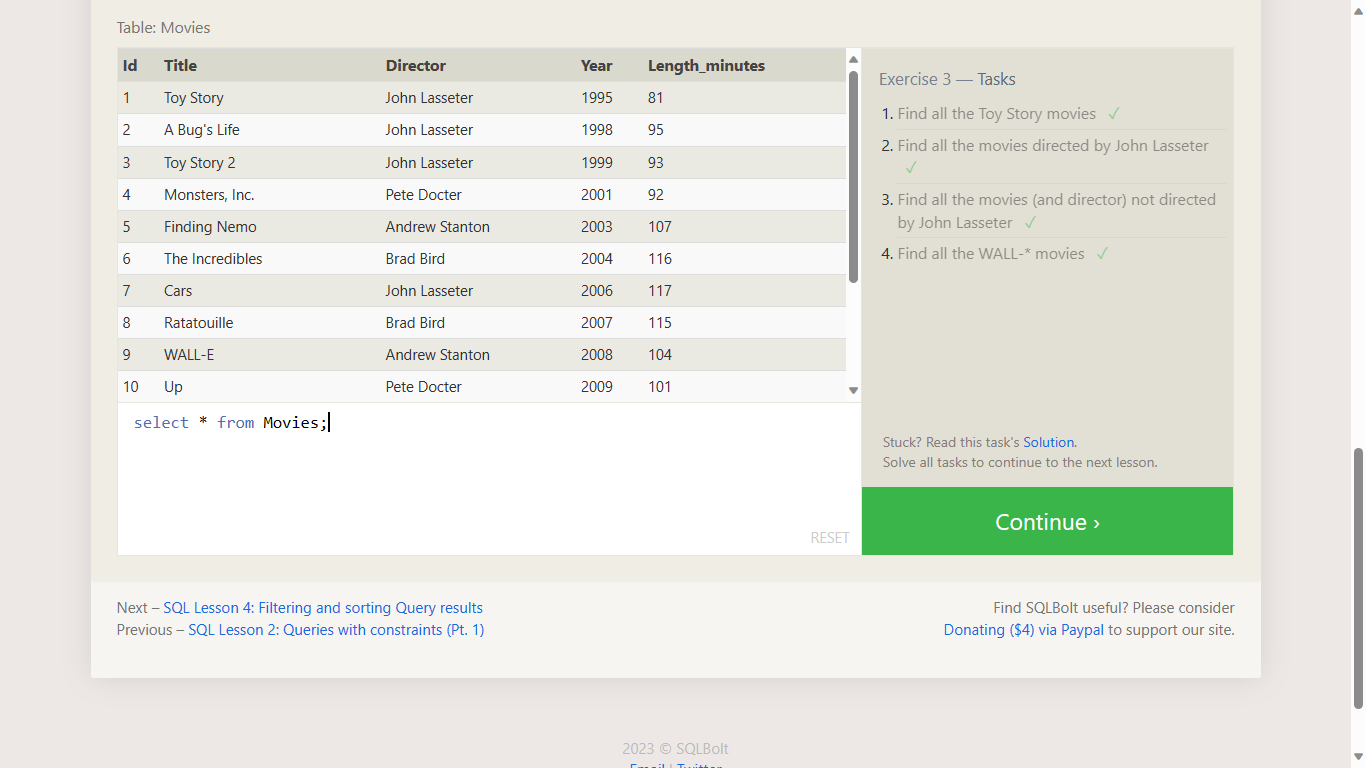 Table: Movies
Id Title Director Year Length_minutes
1 Toy Story John Lasseter 1995 81
2 A Bug's Life John Lasseter 1998 95
3 Toy Story 2 John Lasseter 1999 93
4 Monsters, Inc. Pete Docter 2001 92
5 Finding Nemo Andrew Stanton 2003 107
6 The Incredibles Brad Bird 2004 116
7 Cars John Lasseter 2006 117
8 Ratatouille Brad Bird 2007 115
9 WALL-E Andrew Stanton 2008 104
10 Up Pete Docter 2009 101
select * from Movies;
RESET
Exercise 3 — Tasks
1. Find all the Toy Story movies ✓
2. Find all the movies directed by John Lasseter
✓
3. Find all the movies (and director) not directed
by John Lasseter ✓
4. Find all the WALL-* movies ✓
Stuck? Read this task's Solution.
Solve all tasks to continue to the next lesson.
Continue ›
Next – SQL Lesson 4: Filtering and sorting Query results
Previous – SQL Lesson 2: Queries with constraints (Pt. 1)
Find SQLBolt useful? Please consider
Donating ($4) via Paypal to support our site.
2023 © SQLBolt
Email | Twitter